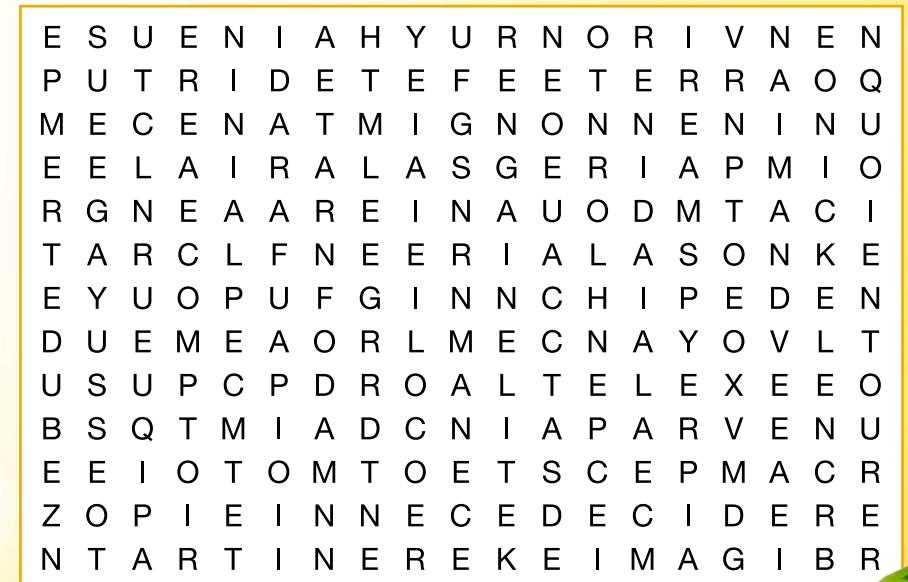 E S U E N I A H Y U R N O R I V N E N
P U T R I D E T E F E E T E R R A O Q
M E C E N A T M I G N O N N E N I N U
E E L A I R A L A S G E R I A P M I O
R G N E A A R E I N A U O D M T A C I
T A R C L F N E E R I A L A S O N K E
E Y U O P U F G I N N C H I P E D E N
D U E M E A O R L M E C N A Y O V L T
U S U P C P D R O A L T E L E X E E O
B S Q T M I A D C N I A P A R V E N U
E E I O T O M T O E T S C E P M A C R
Z O P I E I N N E C E D E C I D E R E
N T A R T I N E R E K E I M A G I B R